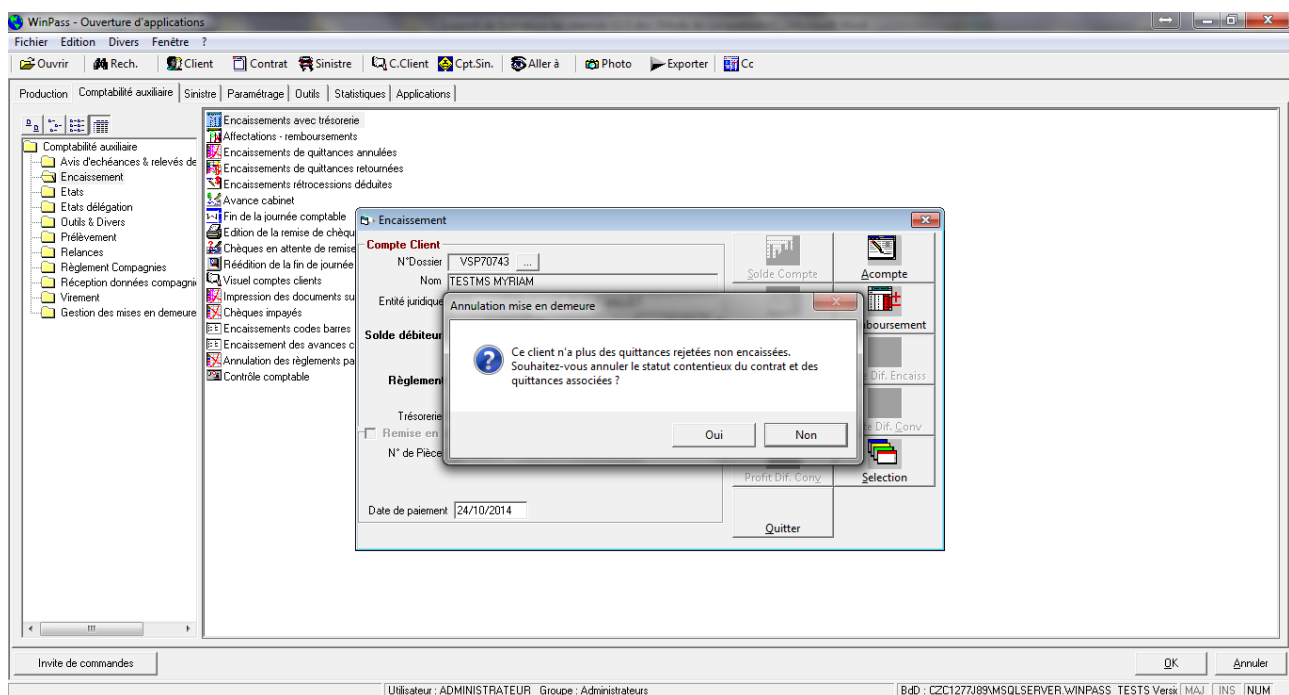 WinPass - Ouverture d'applications
Fichier Edition Divers Fenêtre ?
Ouvrir Rech. Client Contrat Sinistre C.Client Cpt.Sin. Aller à Photo Exporter Cc
Production Comptabilité auxiliaire Sinistre Paramétrage Outils Statistiques Applications
Comptabilité auxiliaire
Avis d'echéances & relevés de
Encaissement
Etats
Etats délégation
Outils & Divers
Prélèvement
Relances
Règlement Compagnies
Réception données compagni
Virement
Gestion des mises en demeure
Encaissements avec trésorerie
Affectations - remboursements
Encaissements de quittances annulées
Encaissements de quittances retournées
Encaissements rétrocessions déduites
Avance cabinet
Fin de la journée comptable
Edition de la remise de chèqu
Chèques en attente de remise
Réédition de la fin de journée
Visuel comptes clients
Impression des documents su
Chèques impayés
Encaissements codes barres
Encaissement des avances c
Annulation des règlements pa
Contrôle comptable
Encaissement
Compte Client
N°Dossier VSP70743 ...
Nom TESTMS MYRIAM
Entité juridique
Solde débiteur
Règlement
Trésorerie
Remise en
N° de Pièce
Date de paiement 24/10/2014
Solde Compte
Acompte
boursement
Dif. Encaiss
te Dif. Conv
Profit Dif. Conv
Selection
Quitter
Annulation mise en demeure
Ce client n'a plus des quittances rejetées non encaissées.
Souhaitez-vous annuler le statut contentieux du contrat et des
quittances associées ?
Oui Non
Invite de commandes
OK Annuler
Utilisateur : ADMINISTRATEUR Groupe : Administrateurs
BdD : CZC1277J89\MSQLSERVER.WINPASS_TESTS Versi MAJ INS NUM